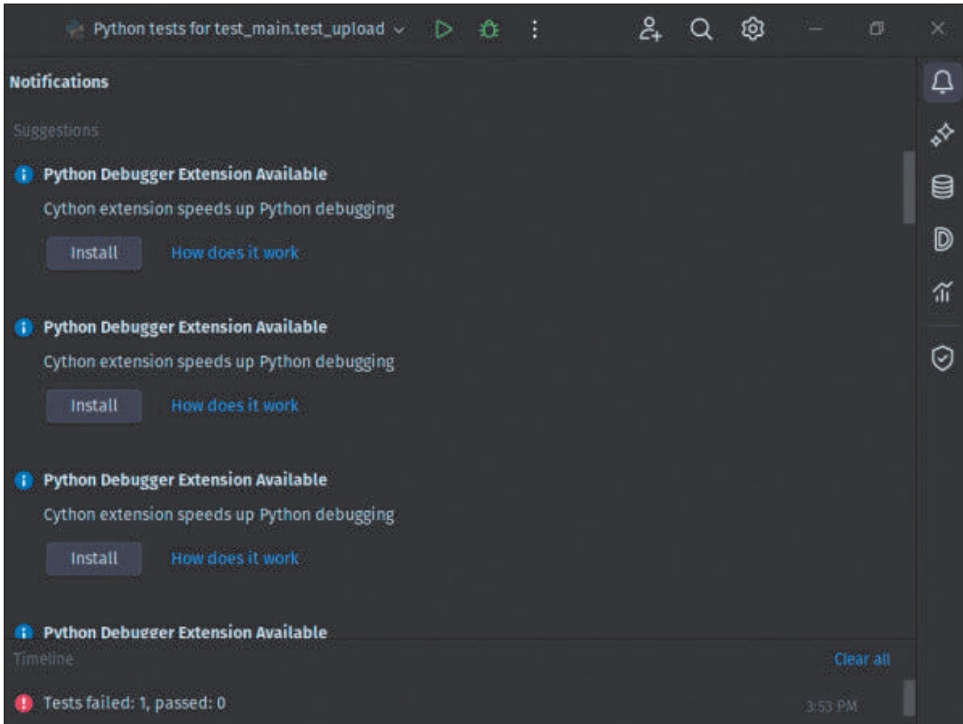 Python tests for test_main.test_upload
Notifications
Suggestions
Python Debugger Extension Available
Cython extension speeds up Python debugging
Install How does it work
Python Debugger Extension Available
Cython extension speeds up Python debugging
Install How does it work
Python Debugger Extension Available
Cython extension speeds up Python debugging
Install How does it work
Python Debugger Extension Available
Timeline Clear all
Tests failed: 1, passed: 0 3:53 PM